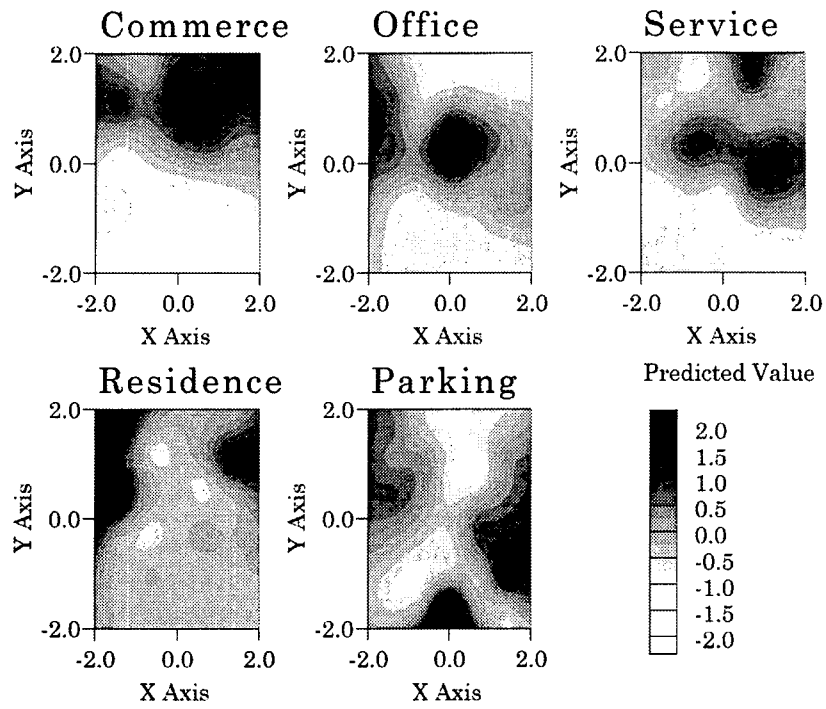 Commerce
Office
Service
2.0
0.0
-2.0
Y Axis
-2.0 0.0 2.0
X Axis
2.0
0.0
-2.0
Y Axis
-2.0 0.0 2.0
X Axis
2.0
0.0
-2.0
Y Axis
-2.0 0.0 2.0
X Axis
Residence
Parking
Predicted Value
2.0
0.0
-2.0
Y Axis
-2.0 0.0 2.0
X Axis
2.0
0.0
-2.0
Y Axis
-2.0 0.0 2.0
X Axis
2.0
1.5
1.0
0.5
0.0
-0.5
-1.0
-1.5
-2.0